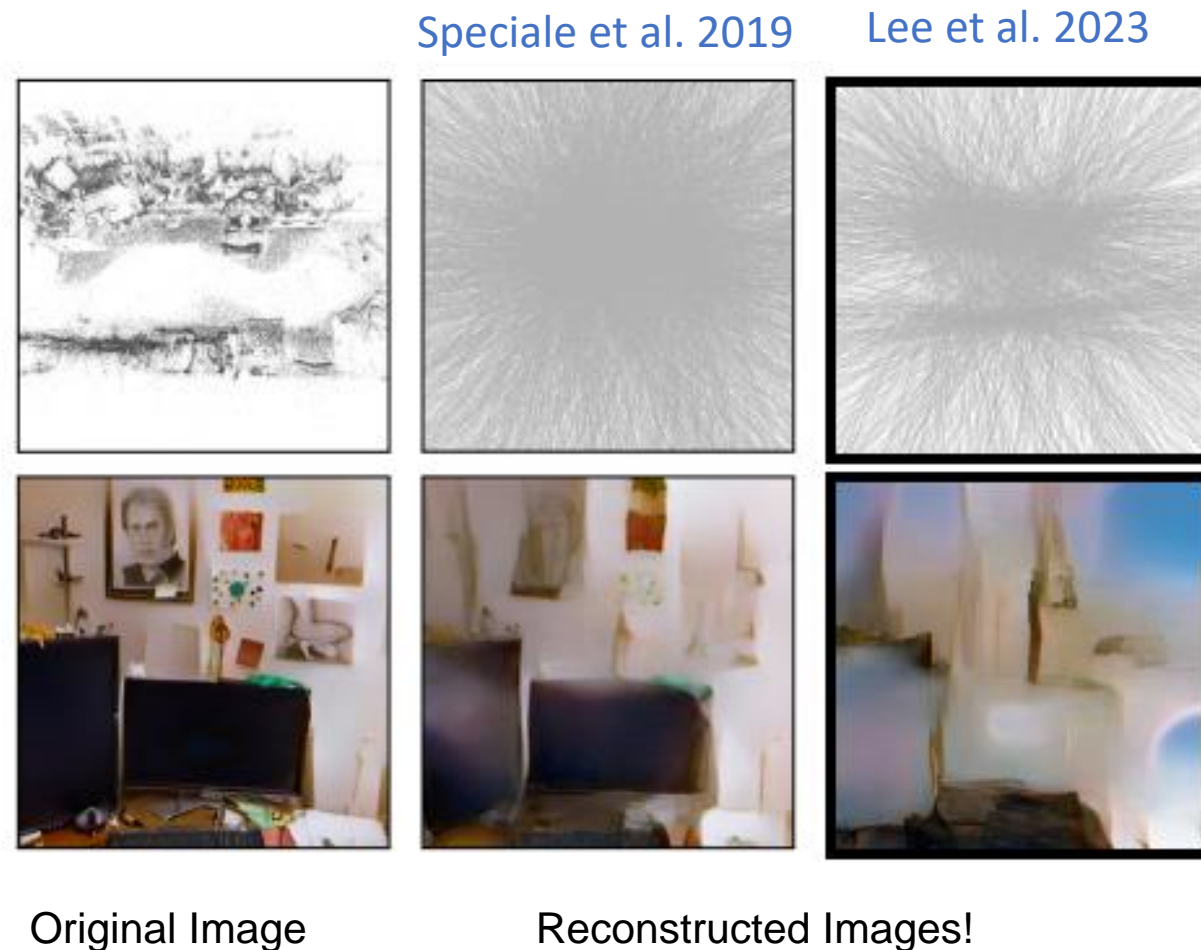 Speciale et al. 2019
Lee et al. 2023
Original Image
Reconstructed Images!